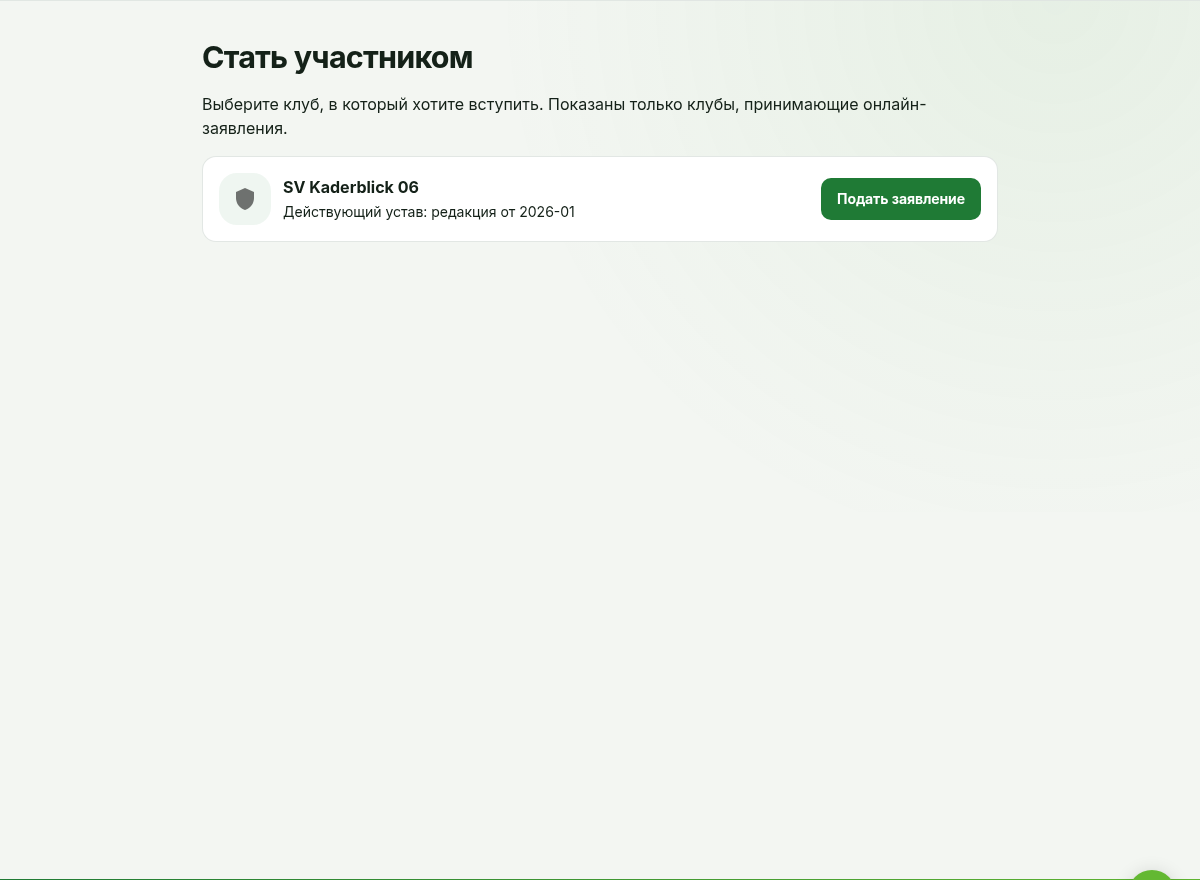 Стать участником
Выберите клуб, в который хотите вступить. Показаны только клубы, принимающие онлайн-
заявления.
SV Kaderblick 06
Действующий устав: редакция от 2026-01
Подать заявление